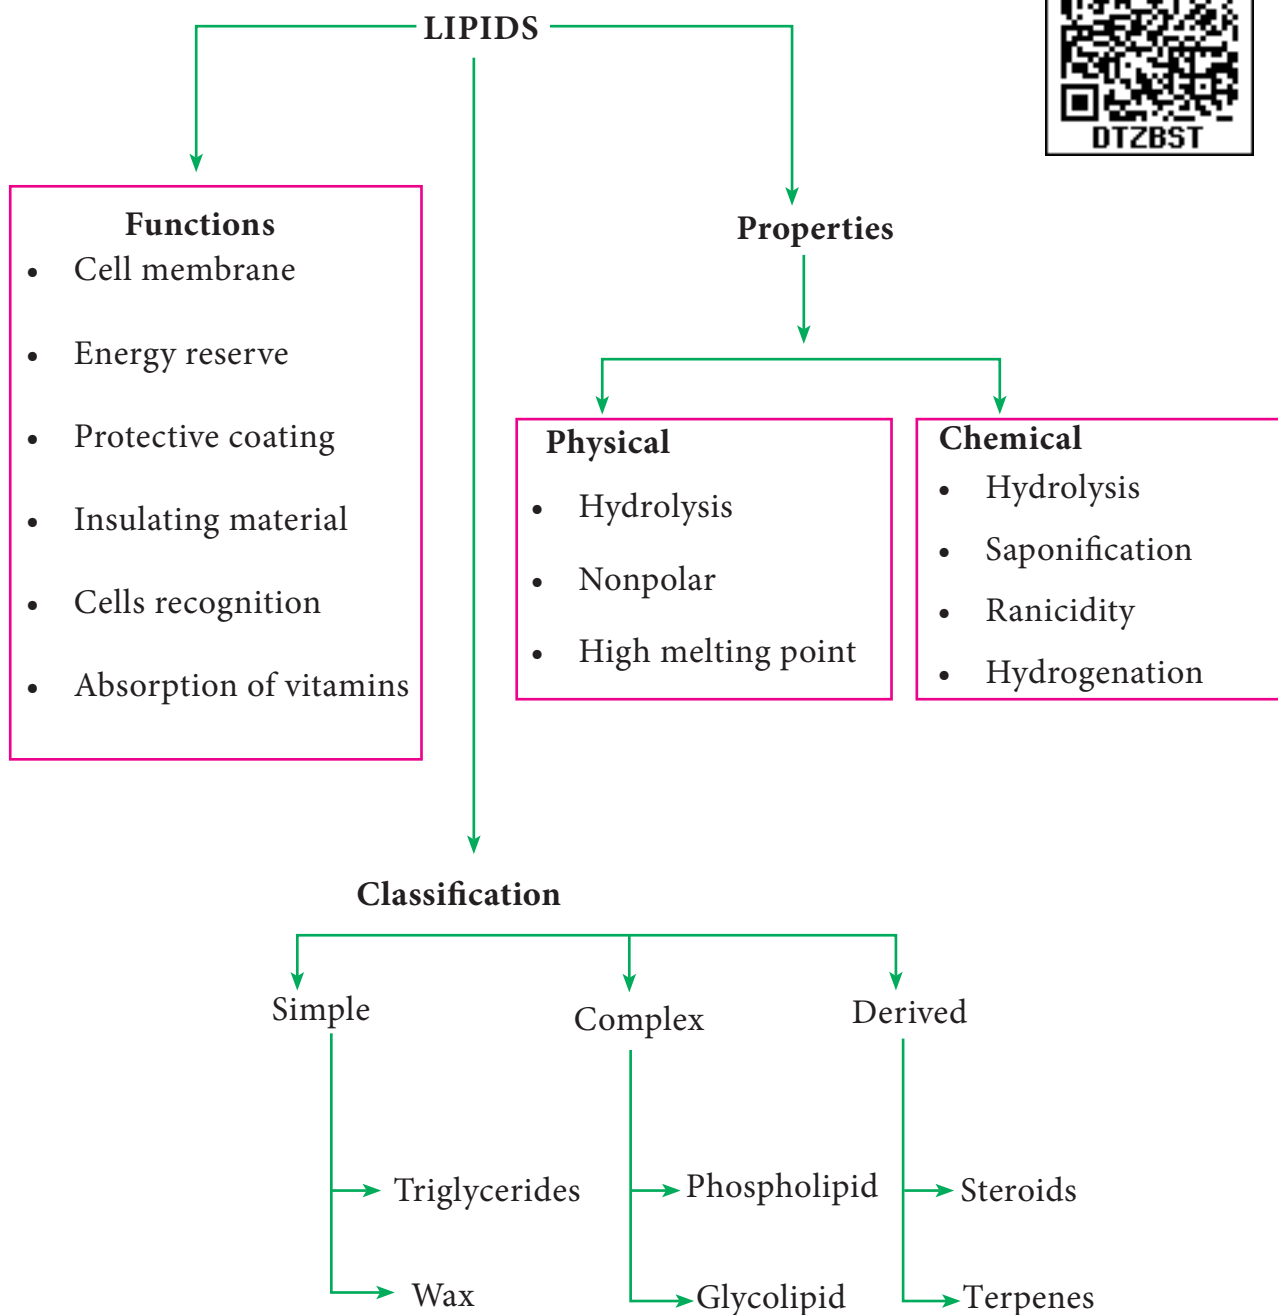 LIPIDS
DTZBST
Functions
• Cell membrane
• Energy reserve
• Protective coating
• Insulating material
• Cells recognition
• Absorption of vitamins
Properties
Physical
• Hydrolysis
• Nonpolar
• High melting point
Chemical
• Hydrolysis
• Saponification
• Ranicidity
• Hydrogenation
Classification
Simple
Complex
Derived
Triglycerides
Wax
Phospholipid
Glycolipid
Steroids
Terpenes